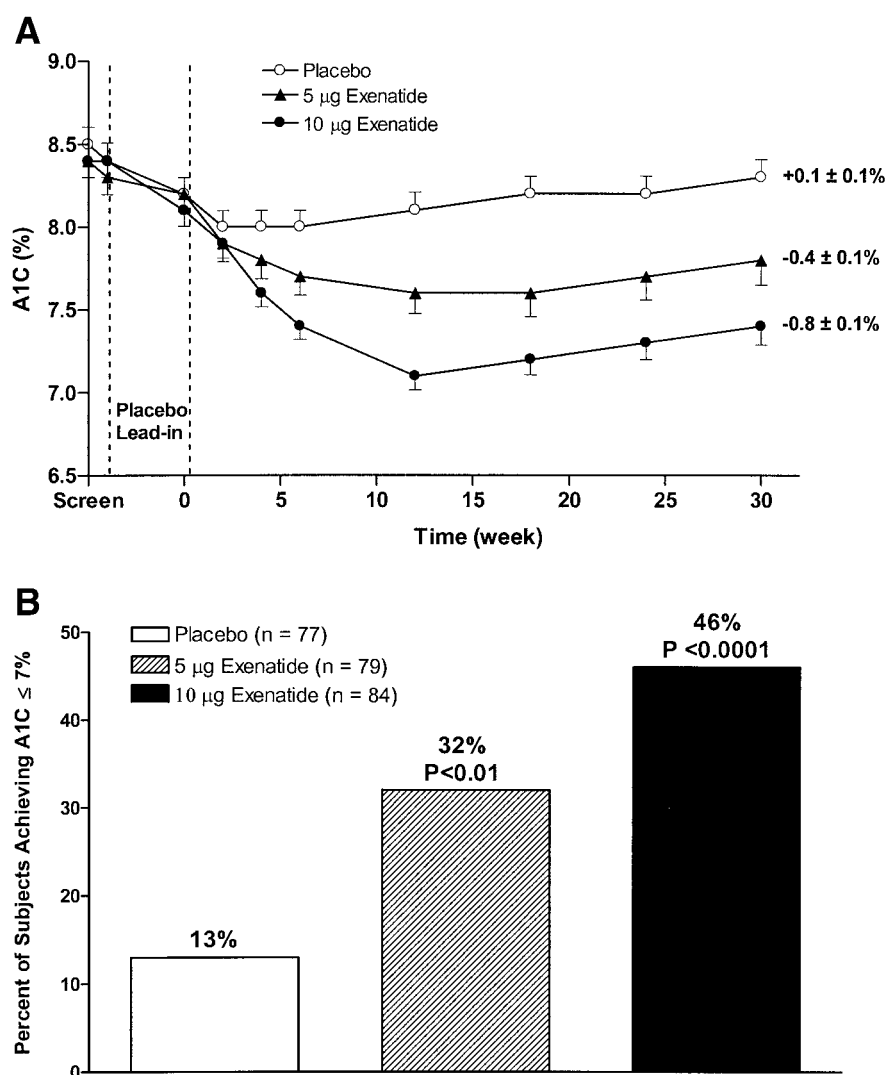 A
9.0
8.5
8.0
7.5
7.0
6.5
A1C (%)
Placebo
5 µg Exenatide
10 µg Exenatide
+0.1 ± 0.1%
-0.4 ± 0.1%
-0.8 ± 0.1%
Placebo
Lead-in
Screen 0 5 10 15 20 25 30
Time (week)
B
50
40
30
20
10
0
Percent of Subjects Achieving A1C ≤ 7%
Placebo (n = 77)
5 µg Exenatide (n = 79)
10 µg Exenatide (n = 84)
13%
32%
P<0.01
46%
P <0.0001